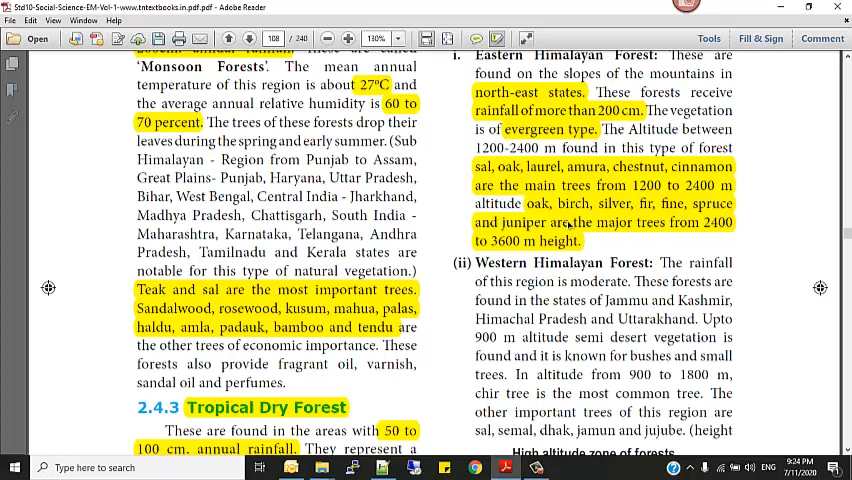 Std10-Social-Science-EM-Vol-1-www.tntextbooks.in.pdf.pdf - Adobe Reader
File Edit View Window Help
Open
108 / 240
130%
Tools
Fill & Sign
Comment
200cm. annual rainfall. These are called
'Monsoon Forests'. The mean annual
temperature of this region is about 27°C and
the average annual relative humidity is 60 to
70 percent. The trees of these forests drop their
leaves during the spring and early summer. (Sub
Himalayan - Region from Punjab to Assam,
Great Plains- Punjab, Haryana, Uttar Pradesh,
Bihar, West Bengal, Central India - Jharkhand,
Madhya Pradesh, Chattisgarh, South India -
Maharashtra, Karnataka, Telangana, Andhra
Pradesh, Tamilnadu and Kerala states are
notable for this type of natural vegetation.)
Teak and sal are the most important trees.
Sandalwood, rosewood, kusum, mahua, palas,
haldu, amla, padauk, bamboo and tendu are
the other trees of economic importance. These
forests also provide fragrant oil, varnish,
sandal oil and perfumes.
2.4.3 Tropical Dry Forest
These are found in the areas with 50 to
100 cm. annual rainfall. They represent a
i. Eastern Himalayan Forest: These are
found on the slopes of the mountains in
north-east states. These forests receive
rainfall of more than 200 cm. The vegetation
is of evergreen type. The Altitude between
1200-2400 m found in this type of forest
sal, oak, laurel, amura, chestnut, cinnamon
are the main trees from 1200 to 2400 m
altitude oak, birch, silver, fir, fine, spruce
and juniper are the major trees from 2400
to 3600 m height.
(ii) Western Himalayan Forest: The rainfall
of this region is moderate. These forests are
found in the states of Jammu and Kashmir,
Himachal Pradesh and Uttarakhand. Upto
900 m altitude semi desert vegetation is
found and it is known for bushes and small
trees. In altitude from 900 to 1800 m,
chir tree is the most common tree. The
other important trees of this region are
sal, semal, dhak, jamun and jujube. (height
High altitude zone of forests
Type here to search
ENG
9:24 PM
7/11/2020